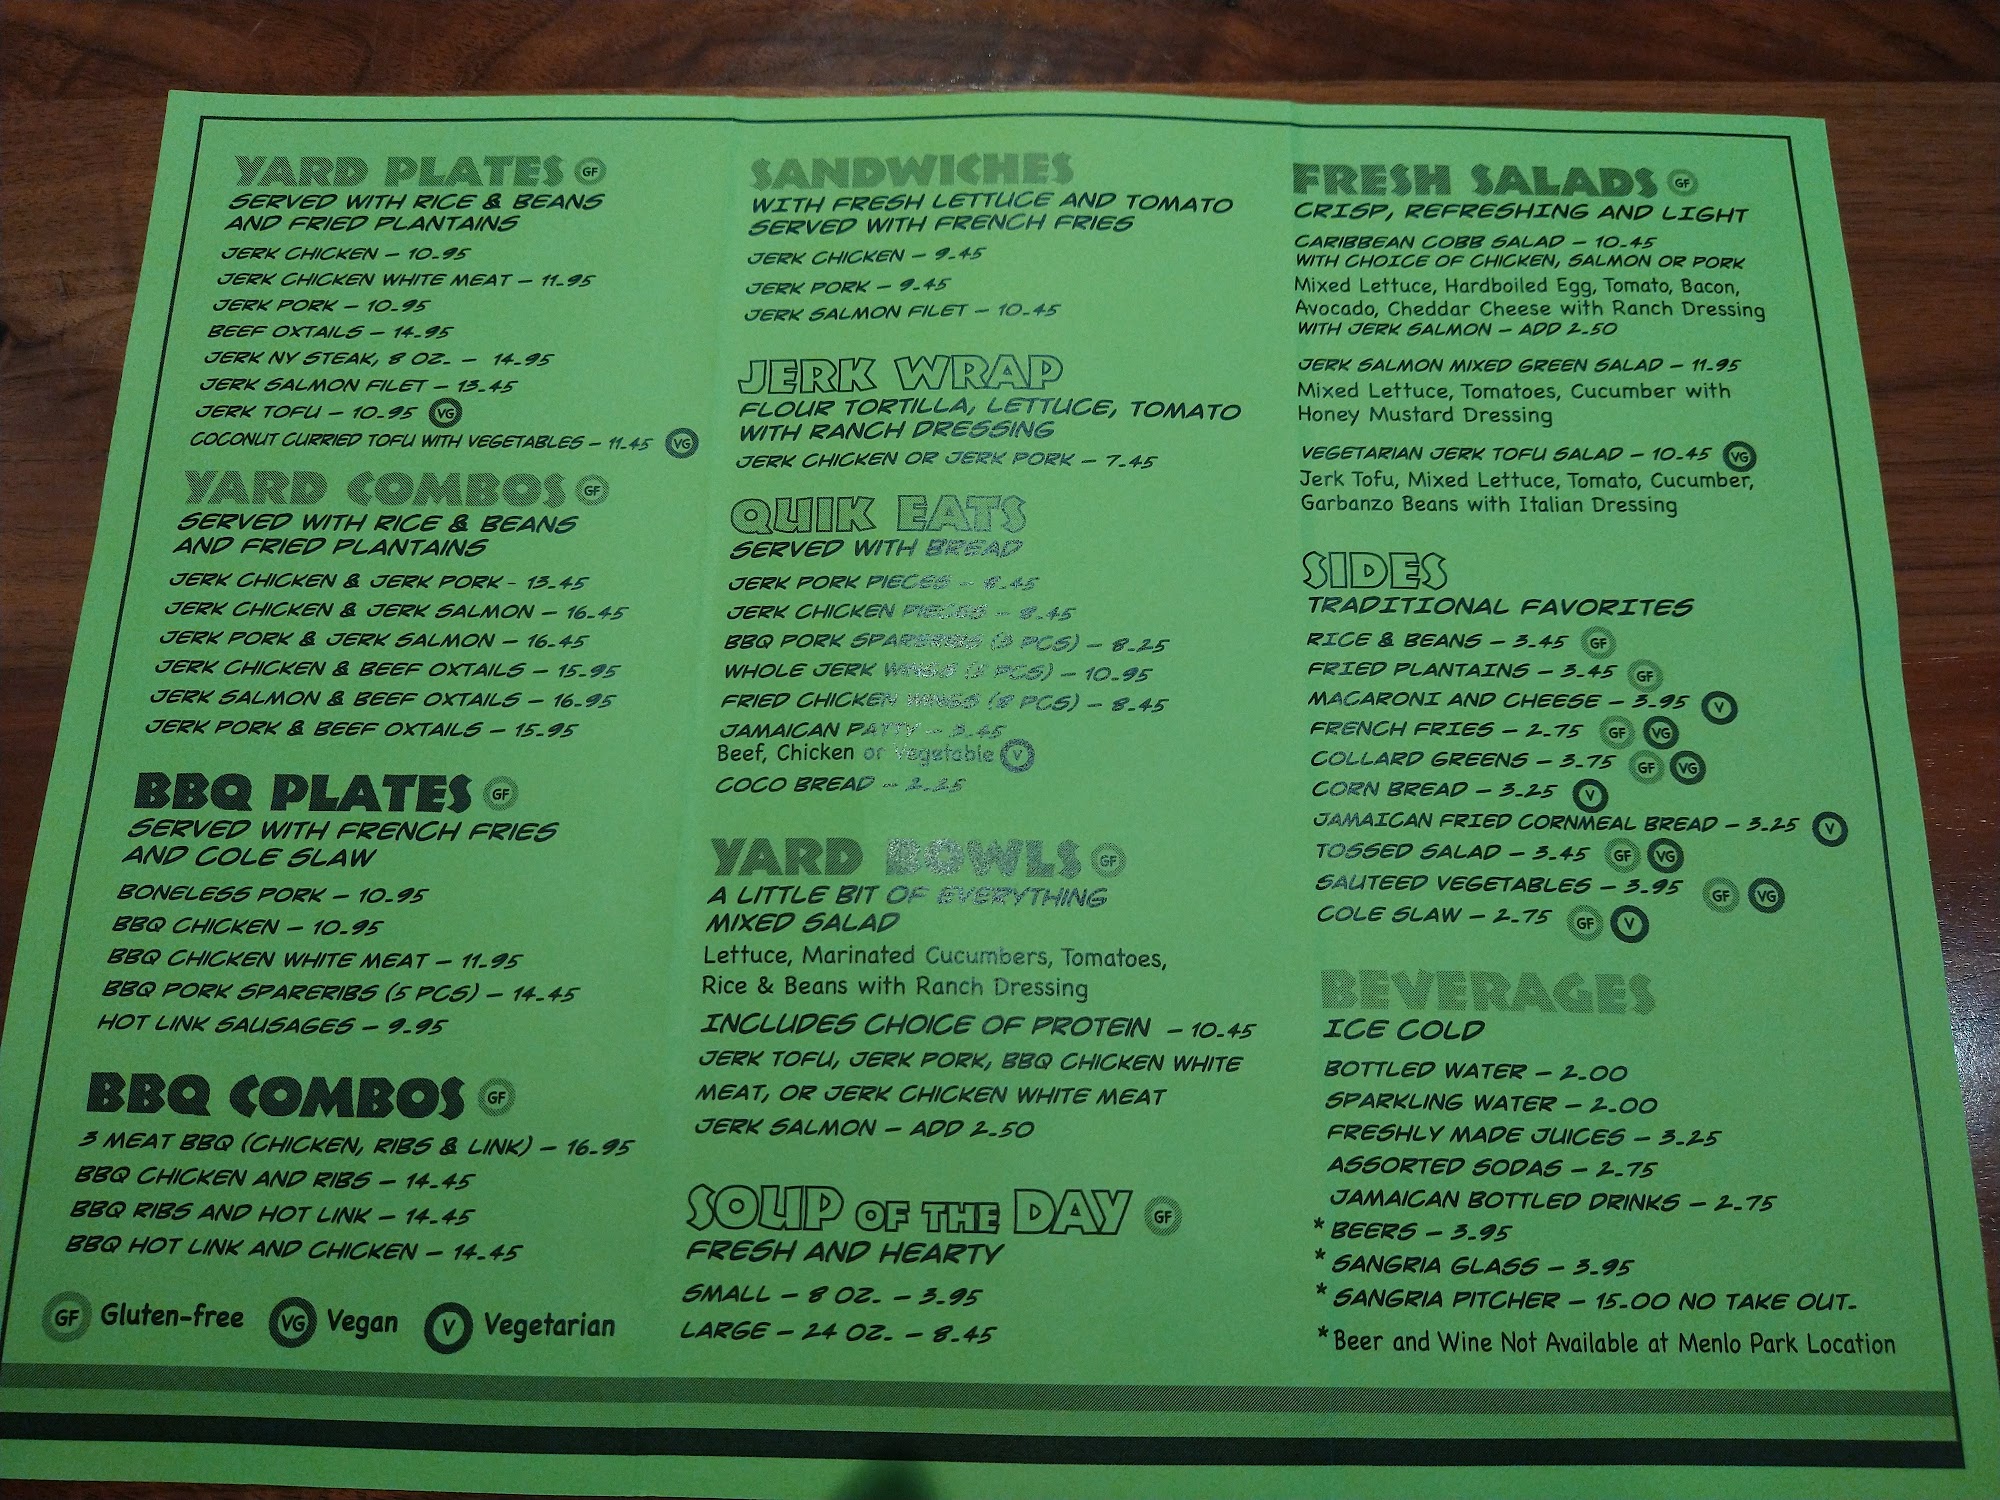 YARD PLATES GF
SERVED WITH RICE & BEANS
AND FRIED PLANTAINS
JERK CHICKEN – 10.95
JERK CHICKEN WHITE MEAT – 11.95
JERK PORK – 10.95
BEEF OXTAILS – 14.95
JERK NY STEAK, 8 OZ. – 14.95
JERK SALMON FILET – 13.45
JERK TOFU – 10.95 VG
COCONUT CURRIED TOFU WITH VEGETABLES – 11.45 VG
YARD COMBOS GF
SERVED WITH RICE & BEANS
AND FRIED PLANTAINS
JERK CHICKEN & JERK PORK - 13.45
JERK CHICKEN & JERK SALMON – 16.45
JERK PORK & JERK SALMON – 16.45
JERK CHICKEN & BEEF OXTAILS – 15.95
JERK SALMON & BEEF OXTAILS – 16.95
JERK PORK & BEEF OXTAILS – 15.95
BBQ PLATES GF
SERVED WITH FRENCH FRIES
AND COLE SLAW
BONELESS PORK – 10.95
BBQ CHICKEN – 10.95
BBQ CHICKEN WHITE MEAT – 11.95
BBQ PORK SPARERIBS (5 PCS) – 14.45
HOT LINK SAUSAGES – 9.95
BBQ COMBOS GF
3 MEAT BBQ (CHICKEN, RIBS & LINK) – 16.95
BBQ CHICKEN AND RIBS – 14.45
BBQ RIBS AND HOT LINK – 14.45
BBQ HOT LINK AND CHICKEN – 14.45
GF Gluten-free VG Vegan V Vegetarian
SANDWICHES
WITH FRESH LETTUCE AND TOMATO
SERVED WITH FRENCH FRIES
JERK CHICKEN – 9.45
JERK PORK – 9.45
JERK SALMON FILET – 10.45
JERK WRAP
FLOUR TORTILLA, LETTUCE, TOMATO
WITH RANCH DRESSING
JERK CHICKEN OR JERK PORK – 7.45
QUIK EATS
SERVED WITH BREAD
JERK PORK PIECES – 8.45
JERK CHICKEN PIECES – 8.45
BBQ PORK SPARERIBS (3 PCS) – 8.25
WHOLE JERK WINGS PCS) – 10.95
FRIED CHICKEN WINGS (8 PCS) – 8.45
JAMAICAN PATTY – 3.45
Beef, Chicken or Vegetable V
COCO BREAD – 2.25
YARD BOWLS GF
A LITTLE BIT OF EVERYTHING
MIXED SALAD
Lettuce, Marinated Cucumbers, Tomatoes,
Rice & Beans with Ranch Dressing
INCLUDES CHOICE OF PROTEIN – 10.45
JERK TOFU, JERK PORK, BBQ CHICKEN WHITE
MEAT, OR JERK CHICKEN WHITE MEAT
JERK SALMON – ADD 2.50
SOUP OF THE DAY GF
FRESH AND HEARTY
SMALL – 8 OZ. – 3.95
LARGE – 24 OZ. – 8.45
FRESH SALADS GF
CRISP, REFRESHING AND LIGHT
CARIBBEAN COBB SALAD – 10.45
WITH CHOICE OF CHICKEN, SALMON OR PORK
Mixed Lettuce, Hardboiled Egg, Tomato, Bacon,
Avocado, Cheddar Cheese with Ranch Dressing
WITH JERK SALMON – ADD 2.50
JERK SALMON MIXED GREEN SALAD – 11.95
Mixed Lettuce, Tomatoes, Cucumber with
Honey Mustard Dressing
VEGETARIAN JERK TOFU SALAD – 10.45 VG
Jerk Tofu, Mixed Lettuce, Tomato, Cucumber,
Garbanzo Beans with Italian Dressing
SIDES
TRADITIONAL FAVORITES
RICE & BEANS – 3.45 GF
FRIED PLANTAINS – 3.45 GF
MACARONI AND CHEESE – 3.95 V
FRENCH FRIES – 2.75 GF VG
COLLARD GREENS – 3.75 GF VG
CORN BREAD – 3.25 V
JAMAICAN FRIED CORNMEAL BREAD – 3.25 V
TOSSED SALAD – 3.45 GF VG
SAUTEED VEGETABLES – 3.95 GF VG
COLE SLAW – 2.75 GF V
BEVERAGES
ICE COLD
BOTTLED WATER – 2.00
SPARKLING WATER – 2.00
FRESHLY MADE JUICES – 3.25
ASSORTED SODAS – 2.75
JAMAICAN BOTTLED DRINKS – 2.75
* BEERS – 3.95
* SANGRIA GLASS – 3.95
* SANGRIA PITCHER – 15.00 NO TAKE OUT.
*Beer and Wine Not Available at Menlo Park Location